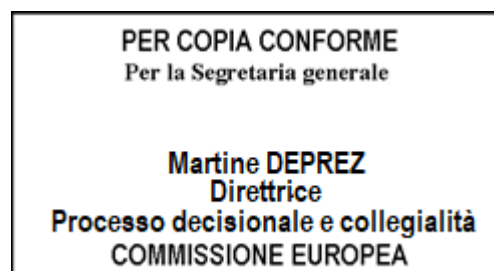 PER COPIA CONFORME
Per la Segretaria generale
Martine DEPREZ
Direttrice
Processo decisionale e collegialità
COMMISSIONE EUROPEA